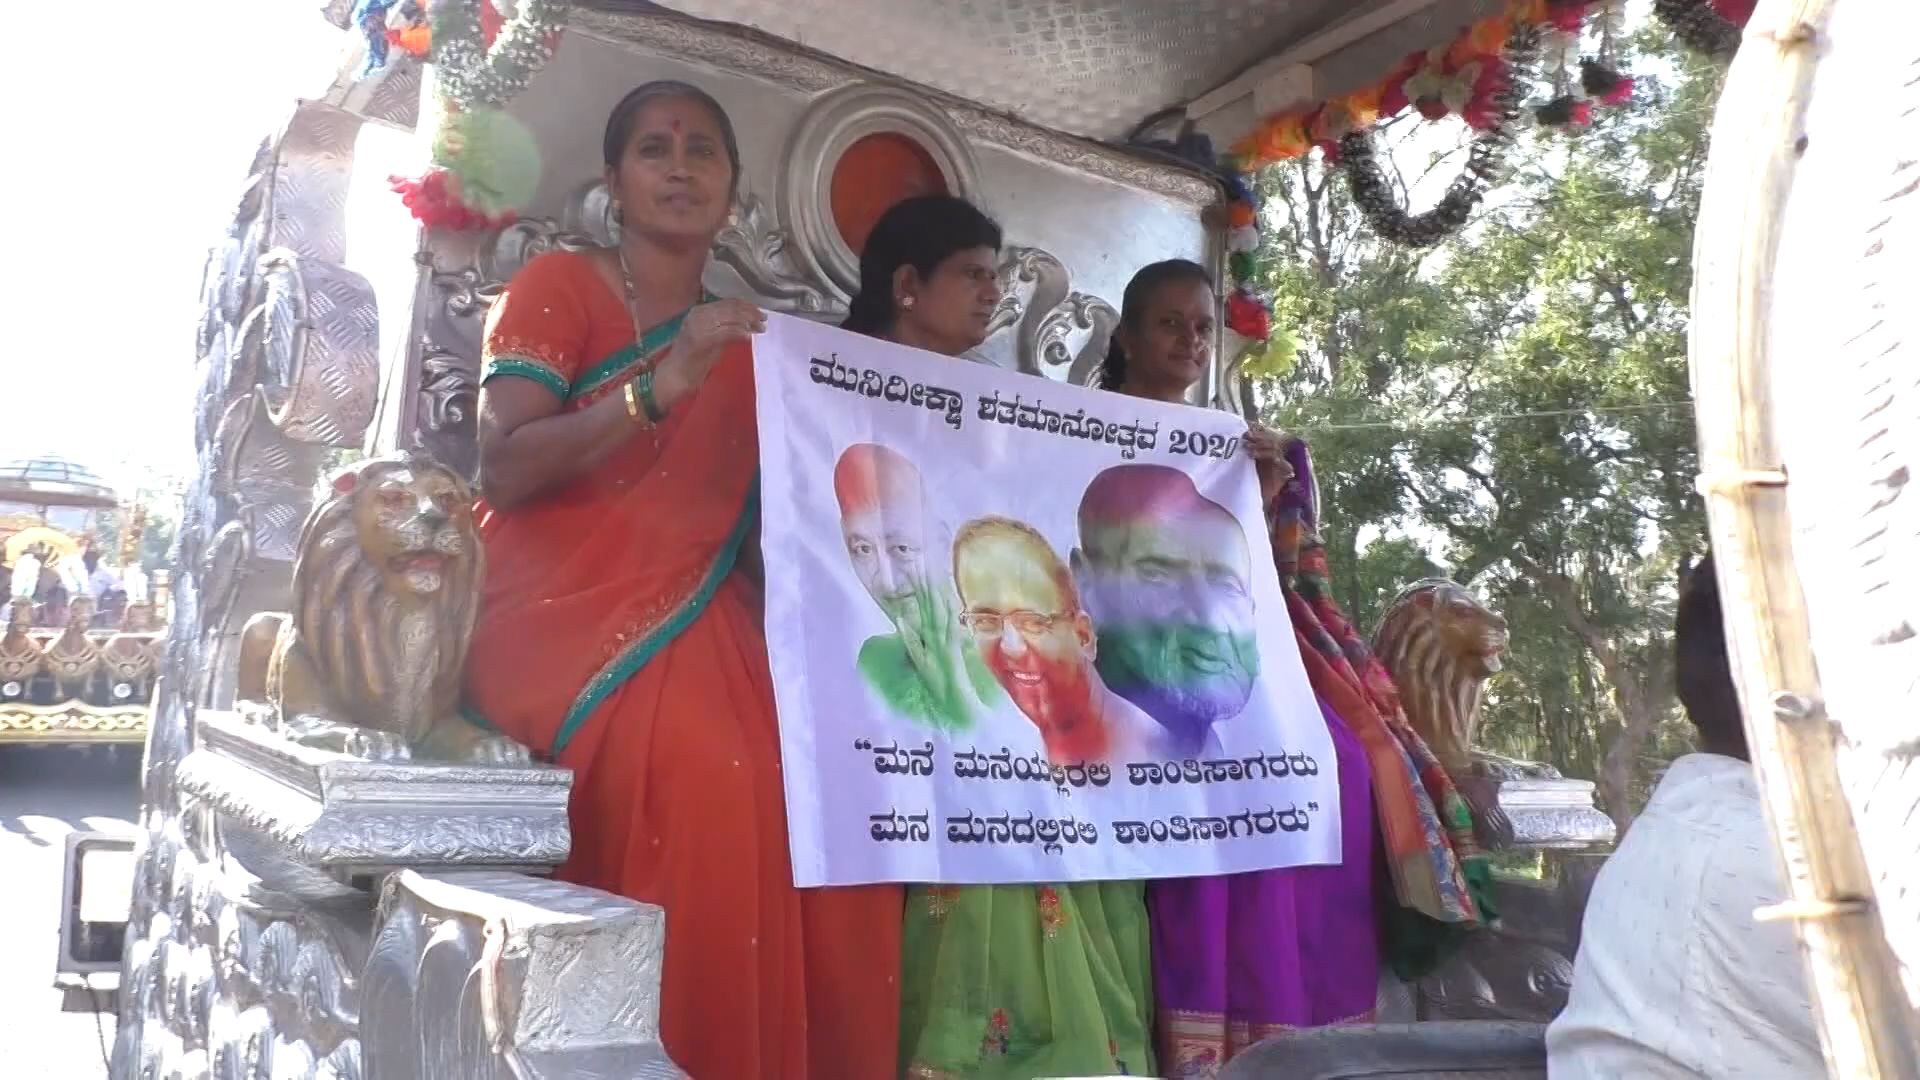 ಮುನಿದೀಕ್ಷಾ ಶತಮಾನೋತ್ಸವ 2020
“ಮನೆ ಮನೆಯಲ್ಲಿರಲಿ ಶಾಂತಿಸಾಗರರು
ಮನ ಮನದಲ್ಲಿರಲಿ ಶಾಂತಿಸಾಗರರು”